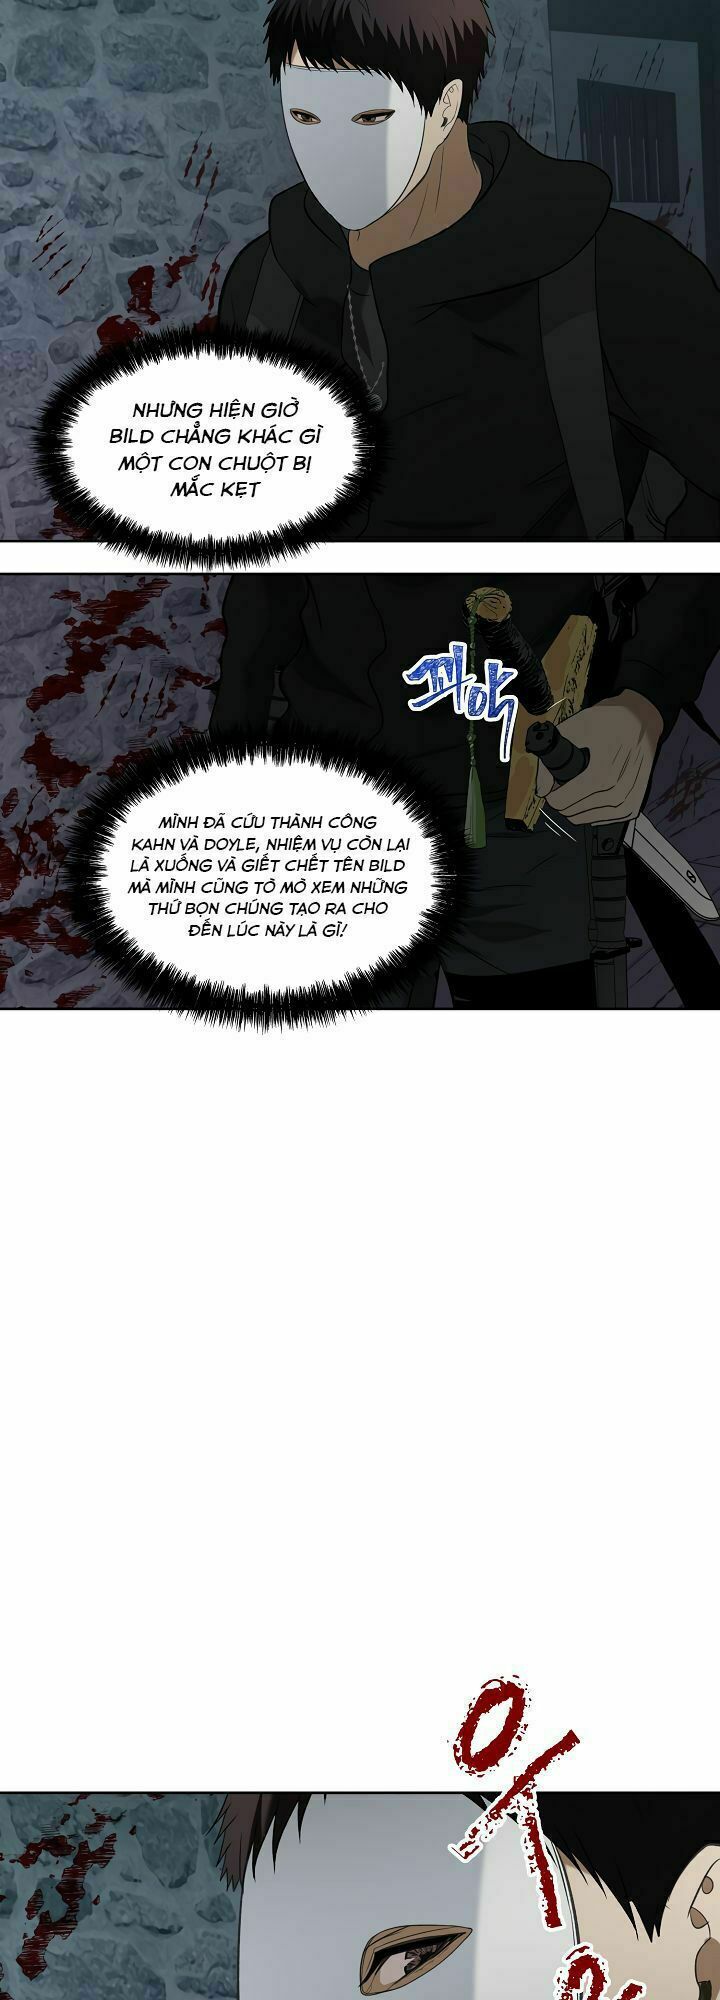 NHƯNG HIỆN GIỜ
BILD CHẲNG KHÁC GÌ
MỘT CON CHUỘT BỊ
MẮC KẸT
꽈악
MÌNH ĐÃ CỨU THÀNH CÔNG
KAHN VÀ DOYLE, NHIỆM VỤ CÒN LẠI
LÀ XUỐNG VÀ GIẾT CHẾT TÊN BILD
MÀ MÌNH CŨNG TÒ MÒ XEM NHỮNG
THỨ BỌN CHÚNG TẠO RA CHO
ĐẾN LÚC NÀY LÀ GÌ!